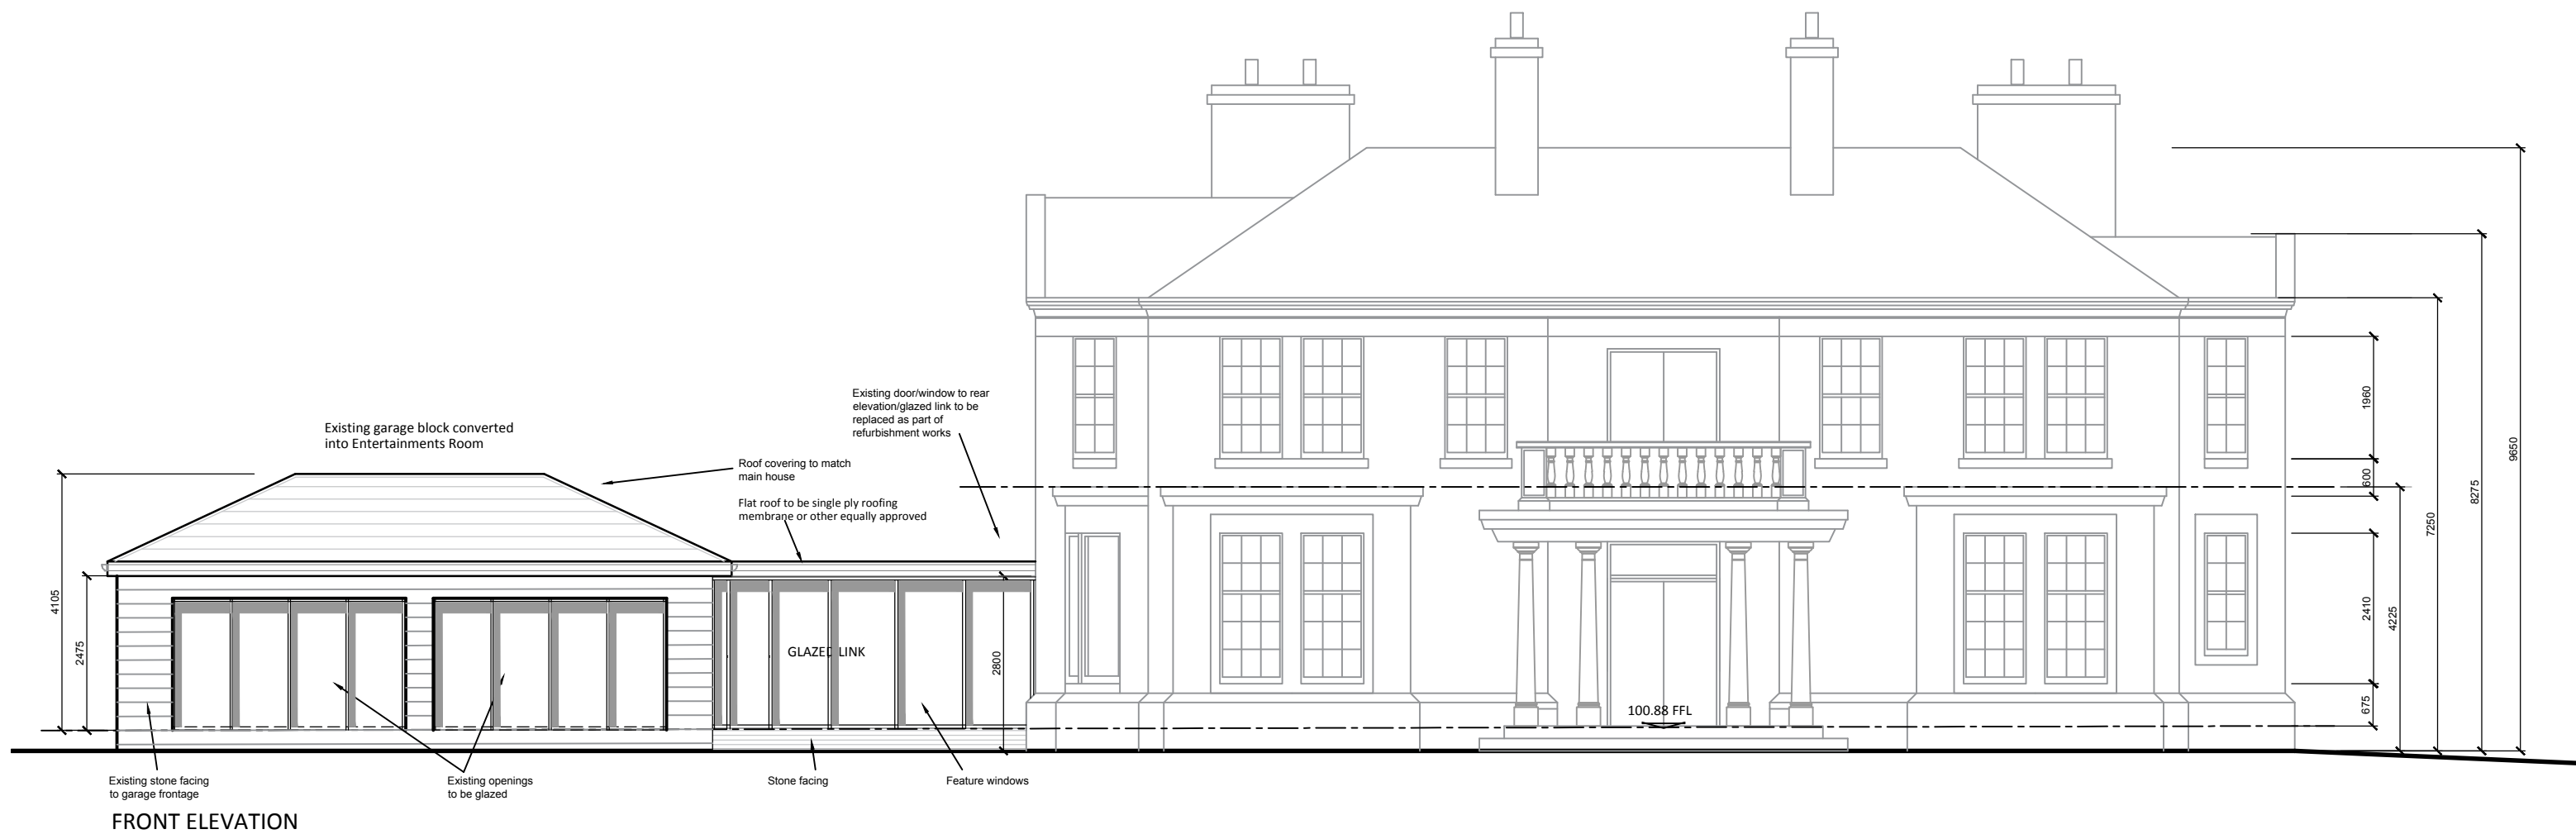 Existing garage block converted
into Entertainments Room
Roof covering to match
main house
Flat roof to be single ply roofing
membrane or other equally approved
Existing door/window to rear
elevation/glazed link to be
replaced as part of
refurbishment works
4105
2475
GLAZED LINK
2800
100.88 FFL
1960
600
2410
675
4225
7250
8275
9650
Existing stone facing
to garage frontage
Existing openings
to be glazed
Stone facing
Feature windows
FRONT ELEVATION